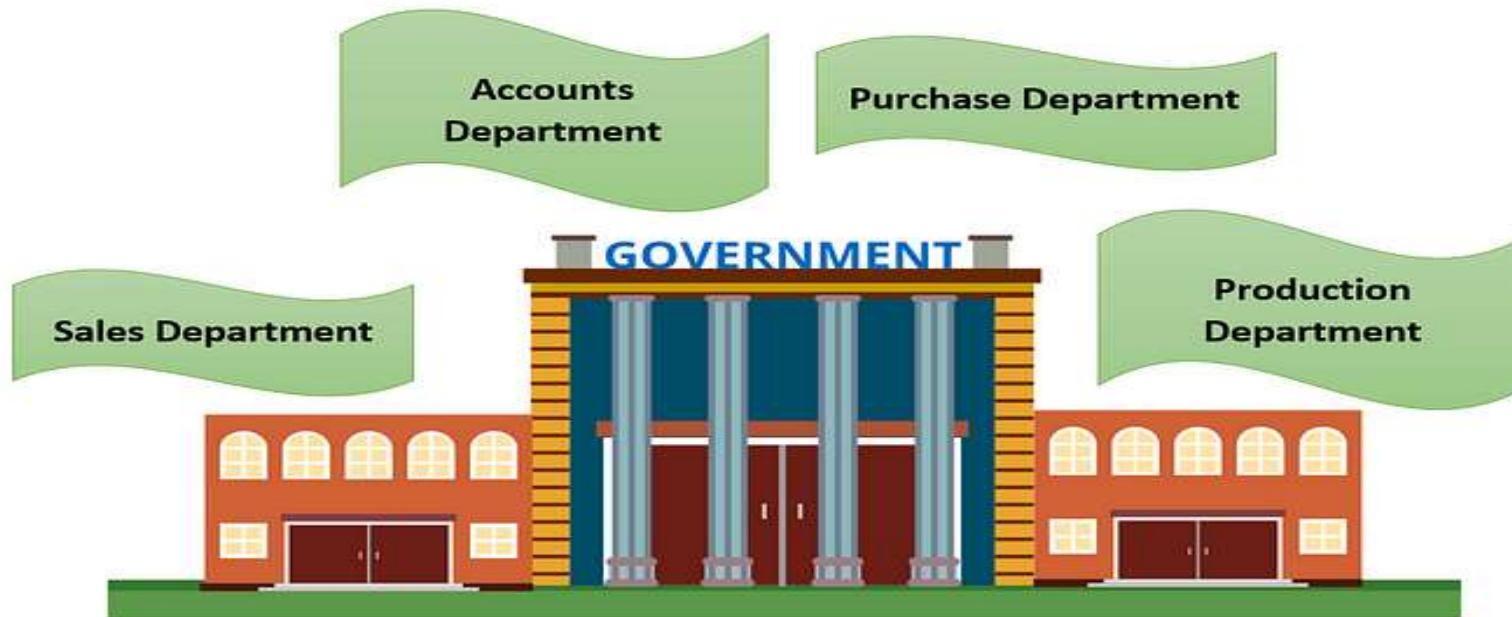 Accounts
Department
Purchase Department
GOVERNMENT
Sales Department
Production
Department